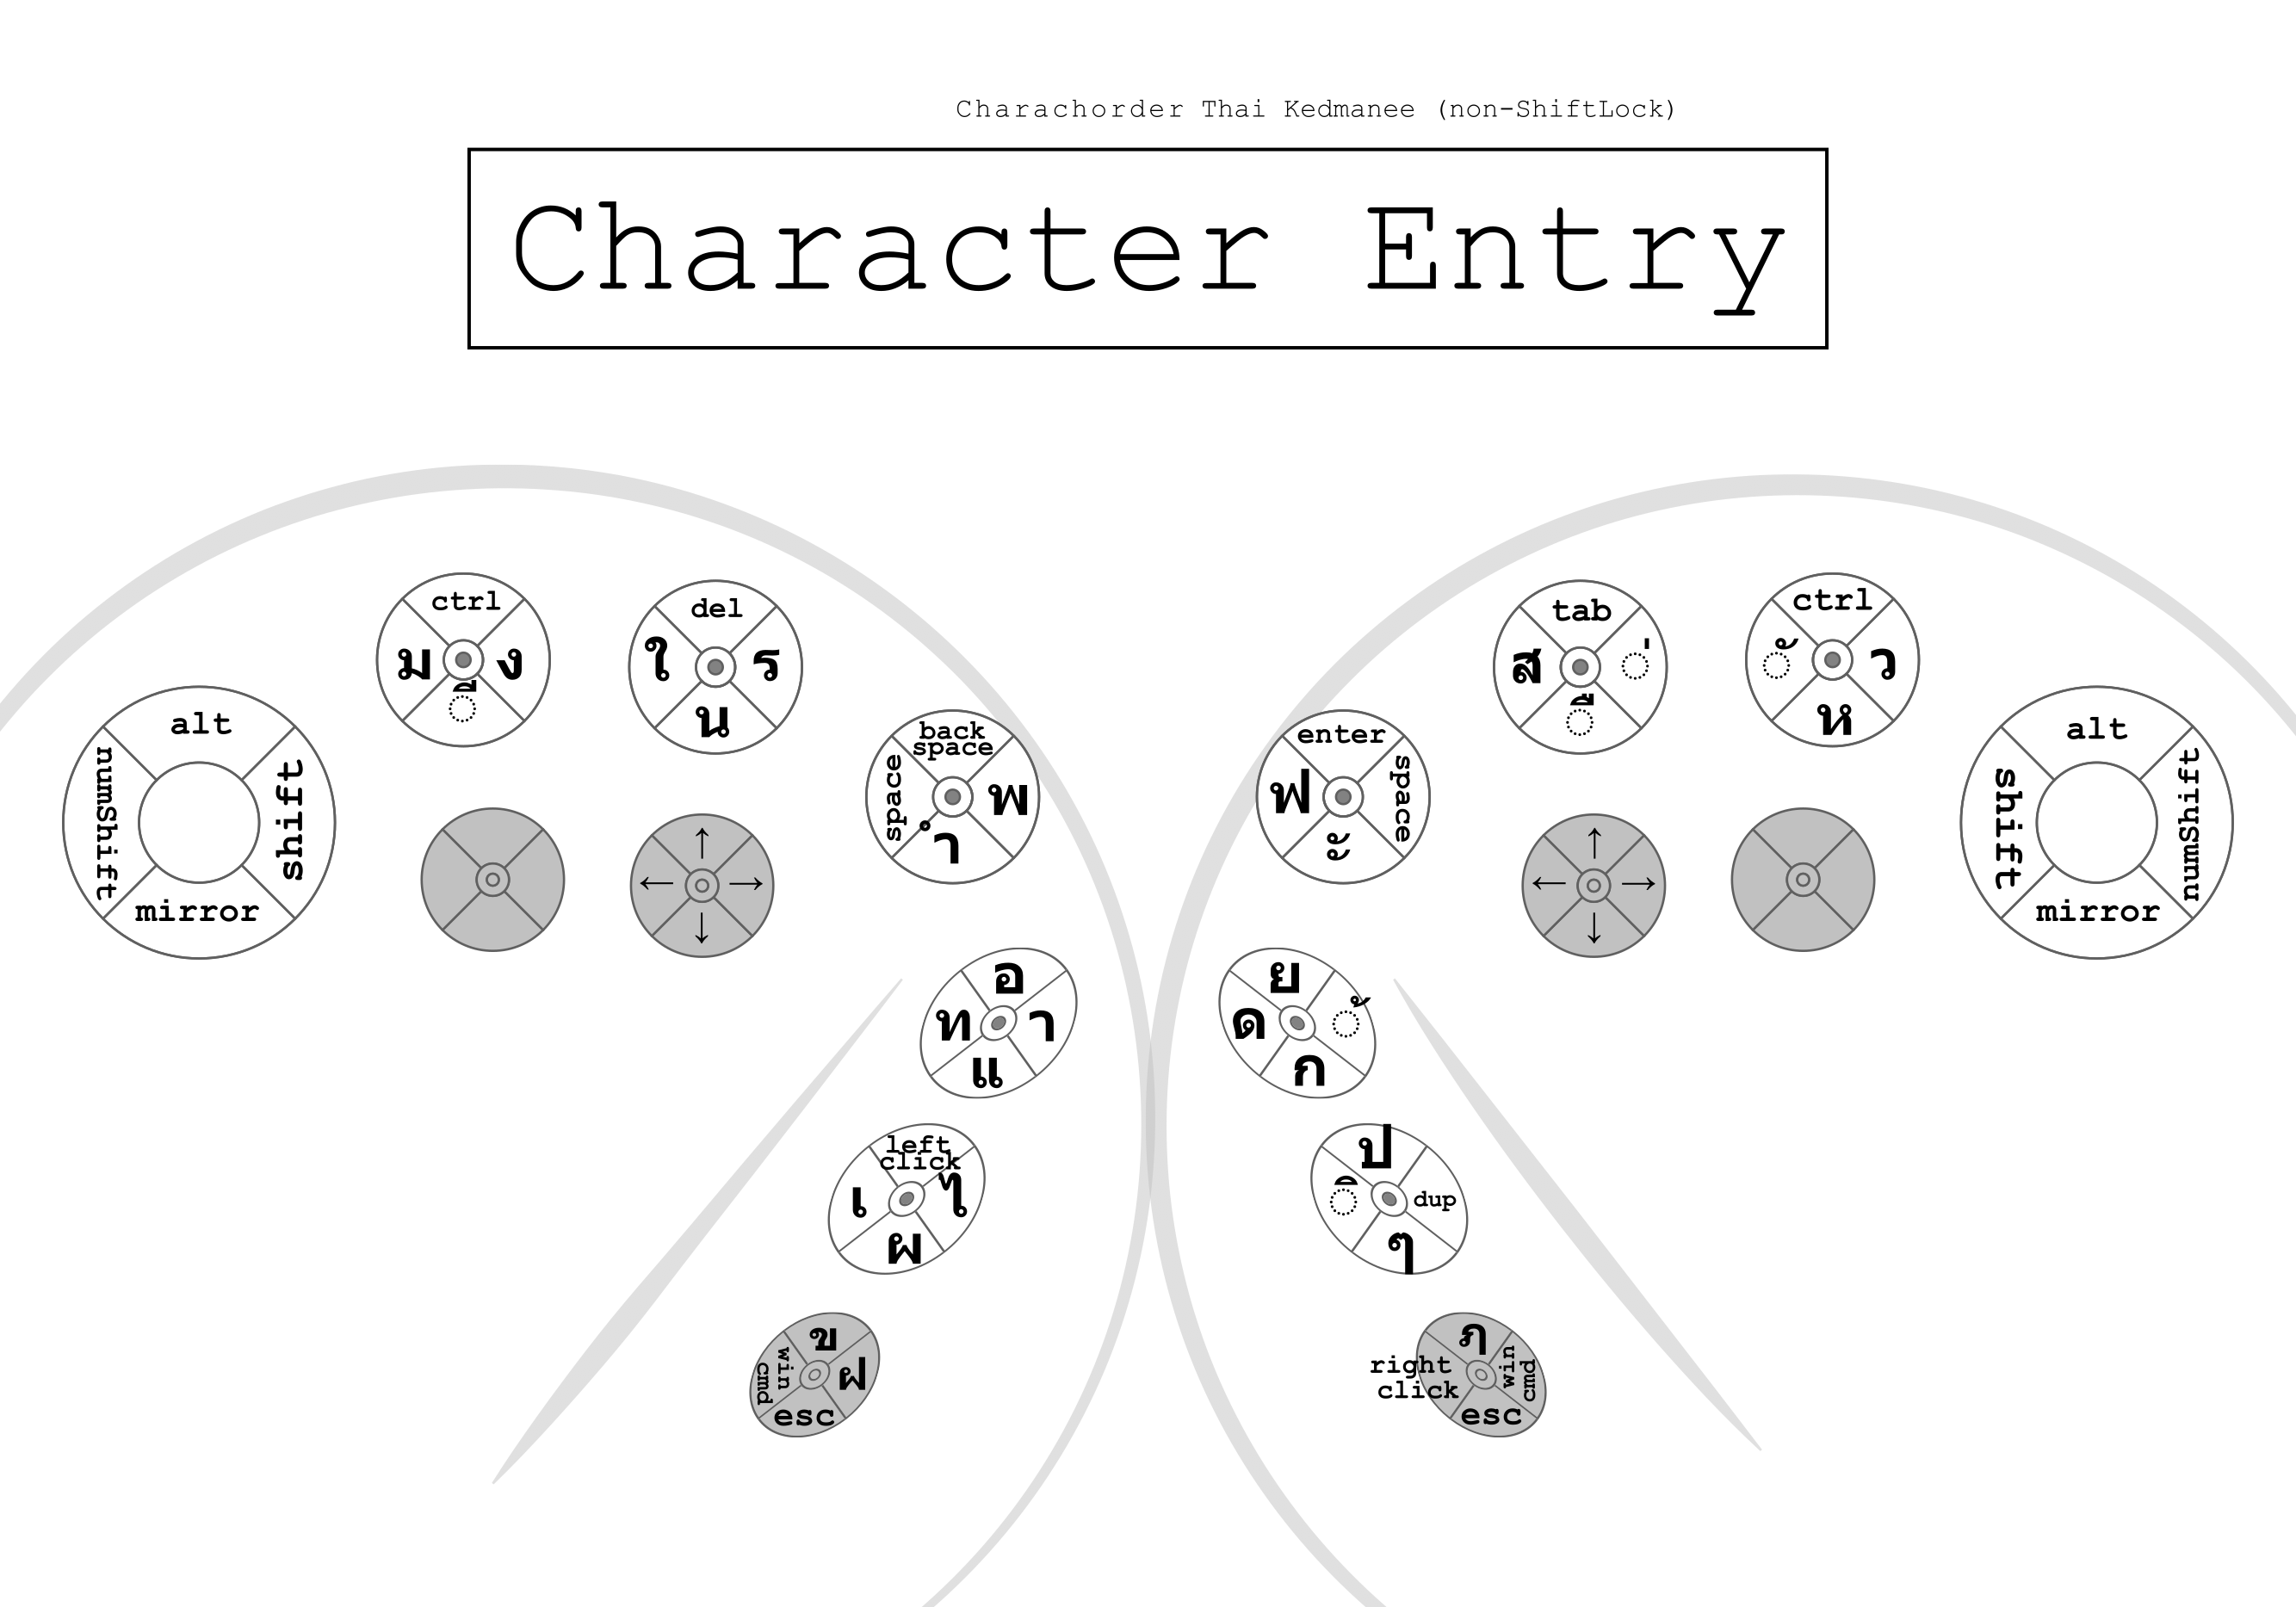 Charachorder Thai Kedmanee (non-ShiftLock)
Character Entry
ctrl
ม
ง
◌ี
del
ใ
ร
น
tab
ส
◌่
◌ื
ctrl
◌ั
ว
ห
alt
numShift
shift
mirror
back
space
space
พ
ำ
enter
ฟ
space
ะ
alt
shift
numShift
mirror
↑
← →
↓
↑
← →
↓
อ
ท
า
แ
ย
ด
◌้
ก
left
click
เ
ไ
ผ
ป
◌ิ
dup
ๆ
ข
win
cmd
ฝ
esc
ภ
right
click
win
cmd
esc